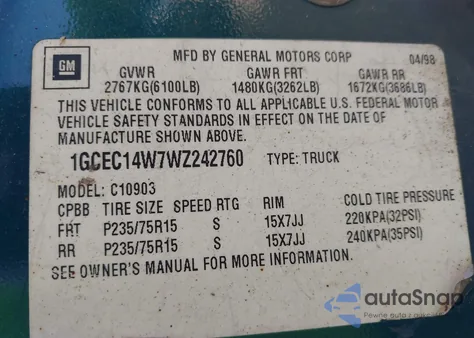 GM
MFD BY GENERAL MOTORS CORP 04/98
GVWR GAWR FRT GAWR RR
2767KG(6100LB) 1480KG(3262LB) 1672KG(3686LB)
THIS VEHICLE CONFORMS TO ALL APPLICABLE U.S. FEDERAL MOTOR
VEHICLE SAFETY STANDARDS IN EFFECT ON THE DATE OF
MANUFACTURE SHOWN ABOVE.
1GCEC14W7WZ242760 TYPE: TRUCK
MODEL: C10903
CPBB TIRE SIZE SPEED RTG RIM COLD TIRE PRESSURE
FRT P235/75R15 S 15X7JJ 220KPA(32PSI)
RR P235/75R15 S 15X7JJ 240KPA(35PSI)
SEE OWNER'S MANUAL FOR MORE INFORMATION.
autoSnap
Pewne auto z